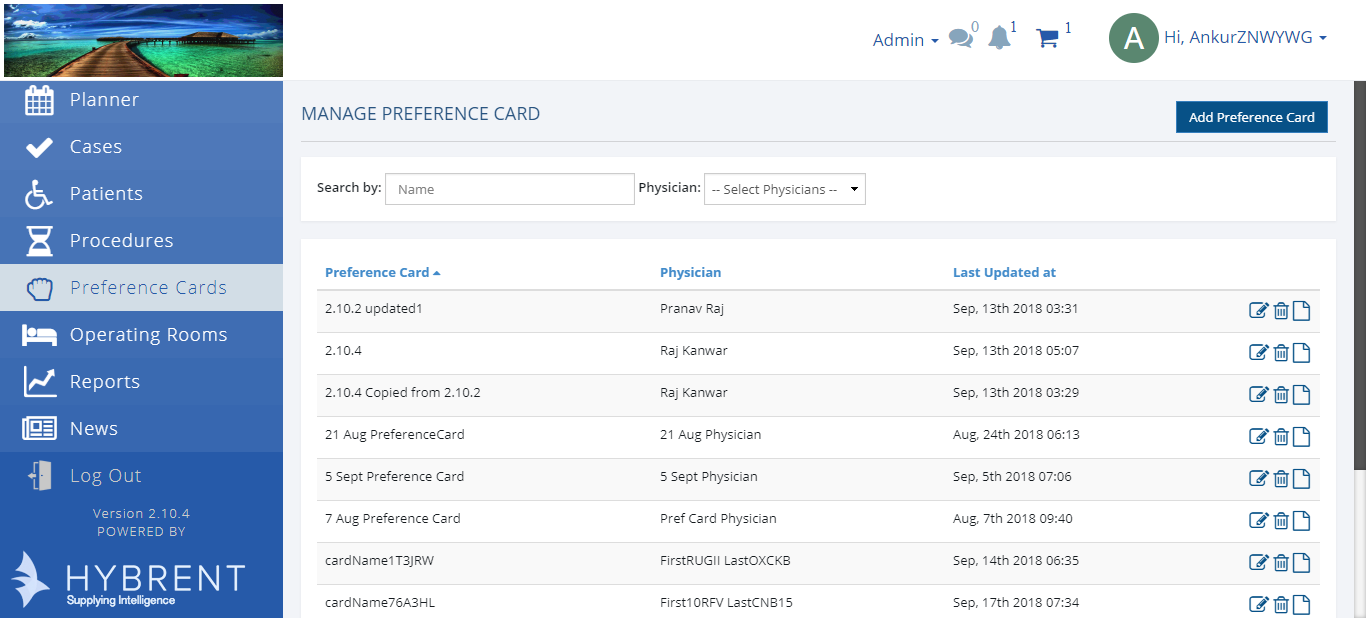 Admin 0 1 1 A Hi, AnkurZNWYWG
Planner
Cases
Patients
Procedures
Preference Cards
Operating Rooms
Reports
News
Log Out
Version 2.10.4
POWERED BY
HYBRENT
Supplying Intelligence
MANAGE PREFERENCE CARD
Add Preference Card
Search by: Name Physician: -- Select Physicians --
Preference Card Physician Last Updated at
2.10.2 updated1 Pranav Raj Sep, 13th 2018 03:31
2.10.4 Raj Kanwar Sep, 13th 2018 05:07
2.10.4 Copied from 2.10.2 Raj Kanwar Sep, 13th 2018 03:29
21 Aug PreferenceCard 21 Aug Physician Aug, 24th 2018 06:13
5 Sept Preference Card 5 Sept Physician Sep, 5th 2018 07:06
7 Aug Preference Card Pref Card Physician Aug, 7th 2018 09:40
cardName1T3JRW FirstRUGII LastOXCKB Sep, 14th 2018 06:35
cardName76A3HL First10RFV LastCNB15 Sep, 17th 2018 07:34